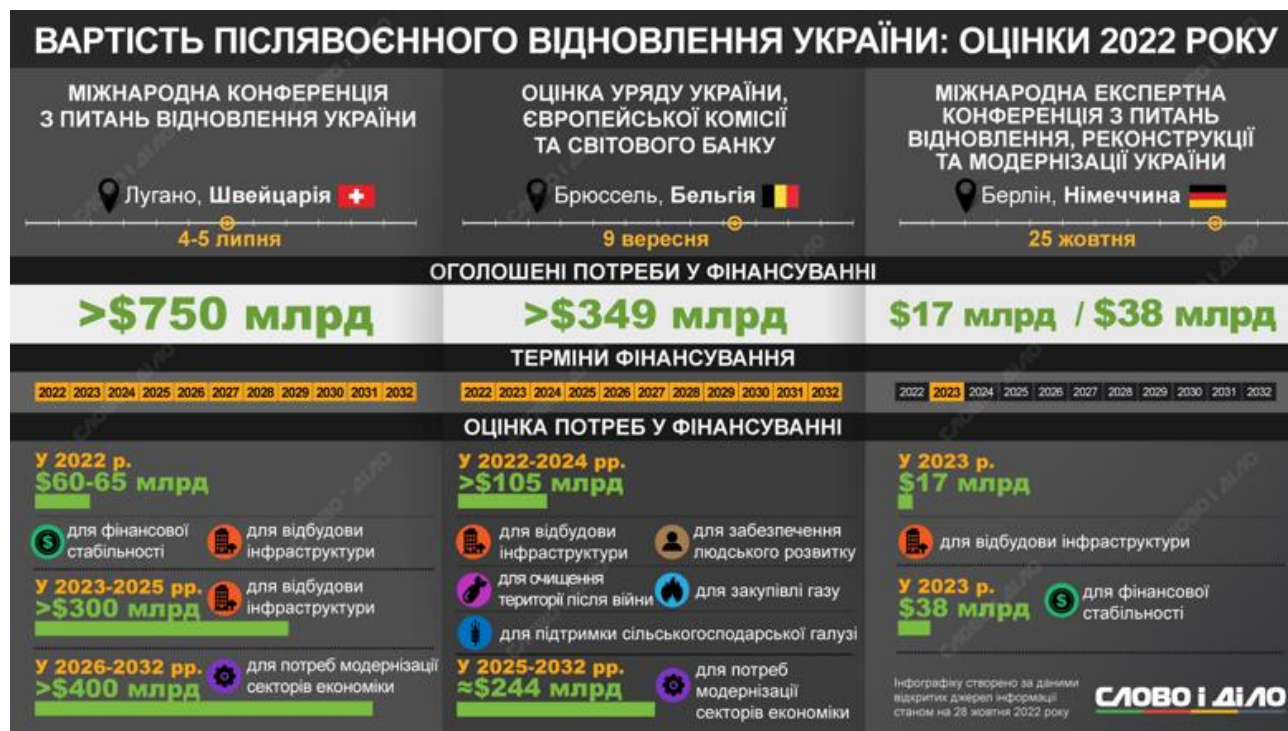 ВАРТІСТЬ ПІСЛЯВОЄННОГО ВІДНОВЛЕННЯ УКРАЇНИ: ОЦІНКИ 2022 РОКУ
МІЖНАРОДНА КОНФЕРЕНЦІЯ
З ПИТАНЬ ВІДНОВЛЕННЯ УКРАЇНИ
Лугано, Швейцарія
4-5 липня
ОЦІНКА УРЯДУ УКРАЇНИ,
ЄВРОПЕЙСЬКОЇ КОМІСІЇ
ТА СВІТОВОГО БАНКУ
Брюссель, Бельгія
9 вересня
МІЖНАРОДНА ЕКСПЕРТНА
КОНФЕРЕНЦІЯ З ПИТАНЬ
ВІДНОВЛЕННЯ, РЕКОНСТРУКЦІЇ
ТА МОДЕРНІЗАЦІЇ УКРАЇНИ
Берлін, Німеччина
25 жовтня
ОГОЛОШЕНІ ПОТРЕБИ У ФІНАНСУВАННІ
>$750 млрд
>$349 млрд
$17 млрд / $38 млрд
ТЕРМІНИ ФІНАНСУВАННЯ
2022 2023 2024 2025 2026 2027 2028 2029 2030 2031 2032
2022 2023 2024 2025 2026 2027 2028 2029 2030 2031 2032
2022 2023 2024 2025 2026 2027 2028 2029 2030 2031 2032
ОЦІНКА ПОТРЕБ У ФІНАНСУВАННІ
У 2022 р.
$60-65 млрд
для фінансової
стабільності
для відбудови
інфраструктури
У 2023-2025 рр.
>$300 млрд
для відбудови
інфраструктури
У 2026-2032 рр.
>$400 млрд
для потреб модернізації
секторів економіки
У 2022-2024 рр.
>$105 млрд
для відбудови
інфраструктури
для забезпечення
людського розвитку
для очищення
території після війни
для закупівлі газу
для підтримки сільськогосподарської галузі
У 2025-2032 рр.
≈$244 млрд
для потреб
модернізації
секторів економіки
У 2023 р.
$17 млрд
для відбудови інфраструктури
У 2023 р.
$38 млрд
для фінансової
стабільності
Інфографіку створено за даними
відкритих джерел інформації
станом на 28 жовтня 2022 року
СЛОВО і ДІЛО